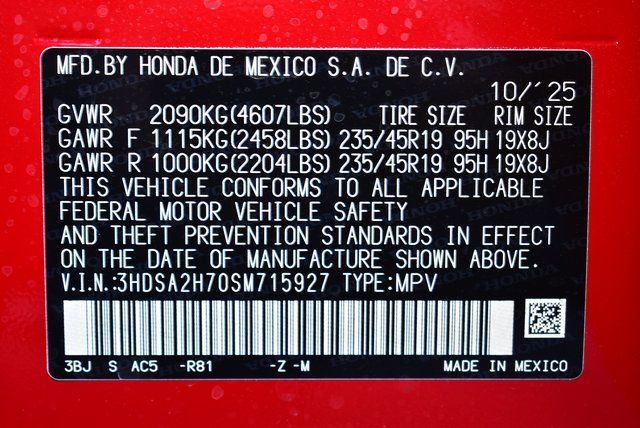 MFD.BY HONDA DE MEXICO S.A. DE C.V.
10/'25
GVWR 2090KG(4607LBS) TIRE SIZE RIM SIZE
GAWR F 1115KG(2458LBS) 235/45R19 95H 19X8J
GAWR R 1000KG(2204LBS) 235/45R19 95H 19X8J
THIS VEHICLE CONFORMS TO ALL APPLICABLE
FEDERAL MOTOR VEHICLE SAFETY
AND THEFT PREVENTION STANDARDS IN EFFECT
ON THE DATE OF MANUFACTURE SHOWN ABOVE.
V.I.N.:3HDSA2H70SM715927 TYPE:MPV
3BJ S AC5 -R81 -Z -M MADE IN MEXICO